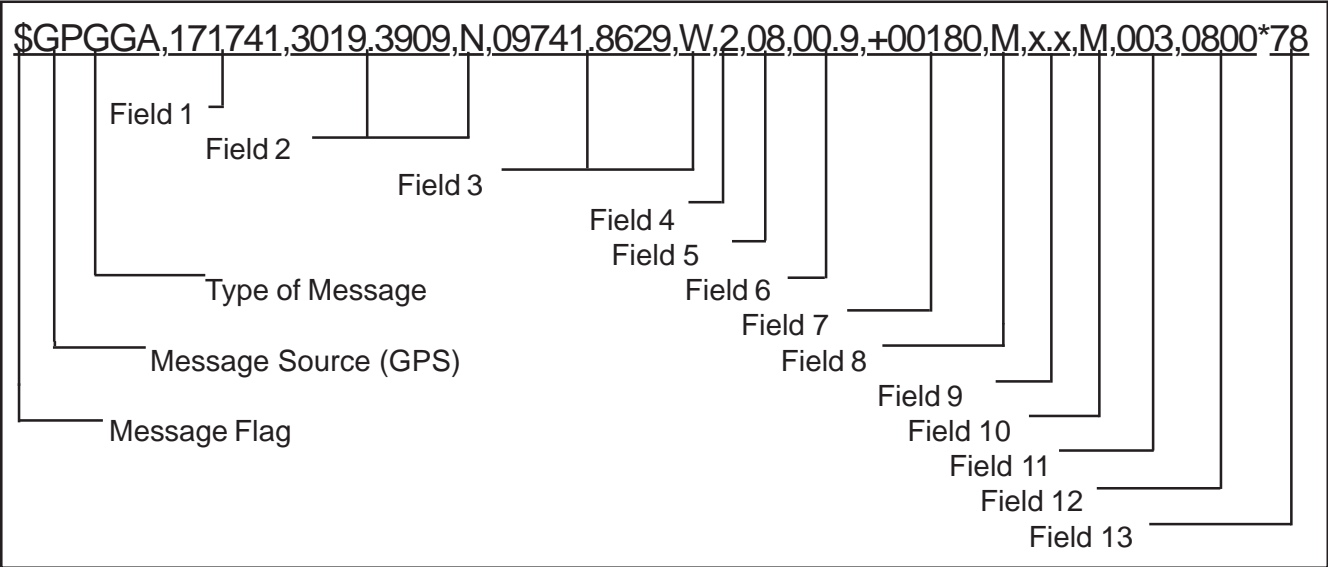 $GPGGA,171741,3019.3909,N,09741.8629,W,2,08,00.9,+00180,M,x.x,M,003,0800*78
Field 1
Field 2
Field 3
Field 4
Field 5
Field 6
Type of Message
Field 7
Field 8
Message Source (GPS)
Field 9
Field 10
Message Flag
Field 11
Field 12
Field 13